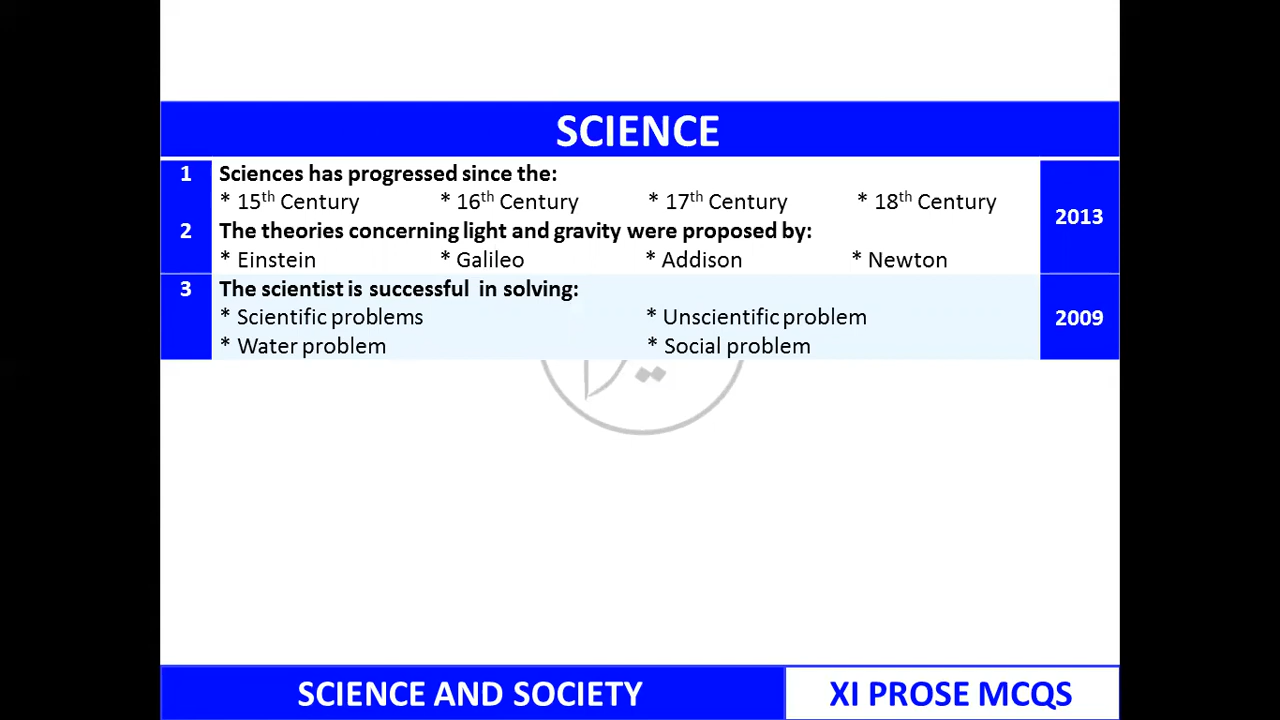 SCIENCE
1 Sciences has progressed since the: 2013
* 15th Century * 16th Century * 17th Century * 18th Century
2 The theories concerning light and gravity were proposed by:
* Einstein * Galileo * Addison * Newton
3 The scientist is successful in solving: 2009
* Scientific problems * Unscientific problem
* Water problem * Social problem
SCIENCE AND SOCIETY XI PROSE MCQS